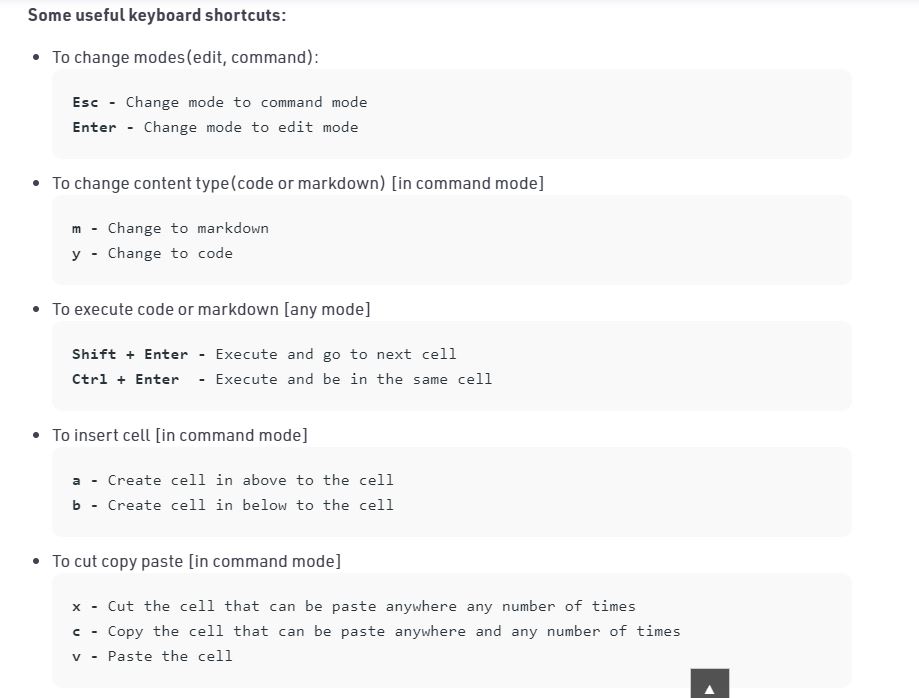 Some useful keyboard shortcuts:
• To change modes(edit, command):
Esc - Change mode to command mode
Enter - Change mode to edit mode
• To change content type(code or markdown) [in command mode]
m - Change to markdown
y - Change to code
• To execute code or markdown [any mode]
Shift + Enter - Execute and go to next cell
Ctrl + Enter  - Execute and be in the same cell
• To insert cell [in command mode]
a - Create cell in above to the cell
b - Create cell in below to the cell
• To cut copy paste [in command mode]
x - Cut the cell that can be paste anywhere any number of times
c - Copy the cell that can be paste anywhere and any number of times
v - Paste the cell